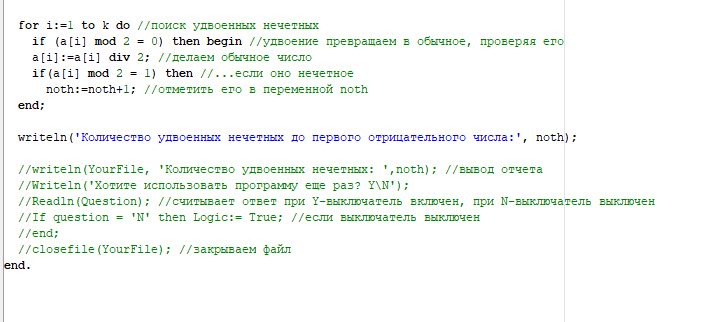 for i:=1 to k do //поиск удвоенных нечетных
if (a[i] mod 2 = 0) then begin //удвоение превращаем в обычное, проверяя его
a[i]:=a[i] div 2; //делаем обычное число
if(a[i] mod 2 = 1) then //...если оно нечетное
noth:=noth+1; //отметить его в переменной noth
end;
writeln('Количество удвоенных нечетных до первого отрицательного числа:', noth);
//writeln(YourFile, 'Количество удвоенных нечетных: ',noth); //вывод отчета
//Writeln('Хотите использовать программу еще раз? Y\N');
//Readln(Question); //считывает ответ при Y-выключатель включен, при N-выключатель выключен
//If question = 'N' then Logic:= True; //если выключатель выключен
//end;
//closefile(YourFile); //закрываем файл
end.